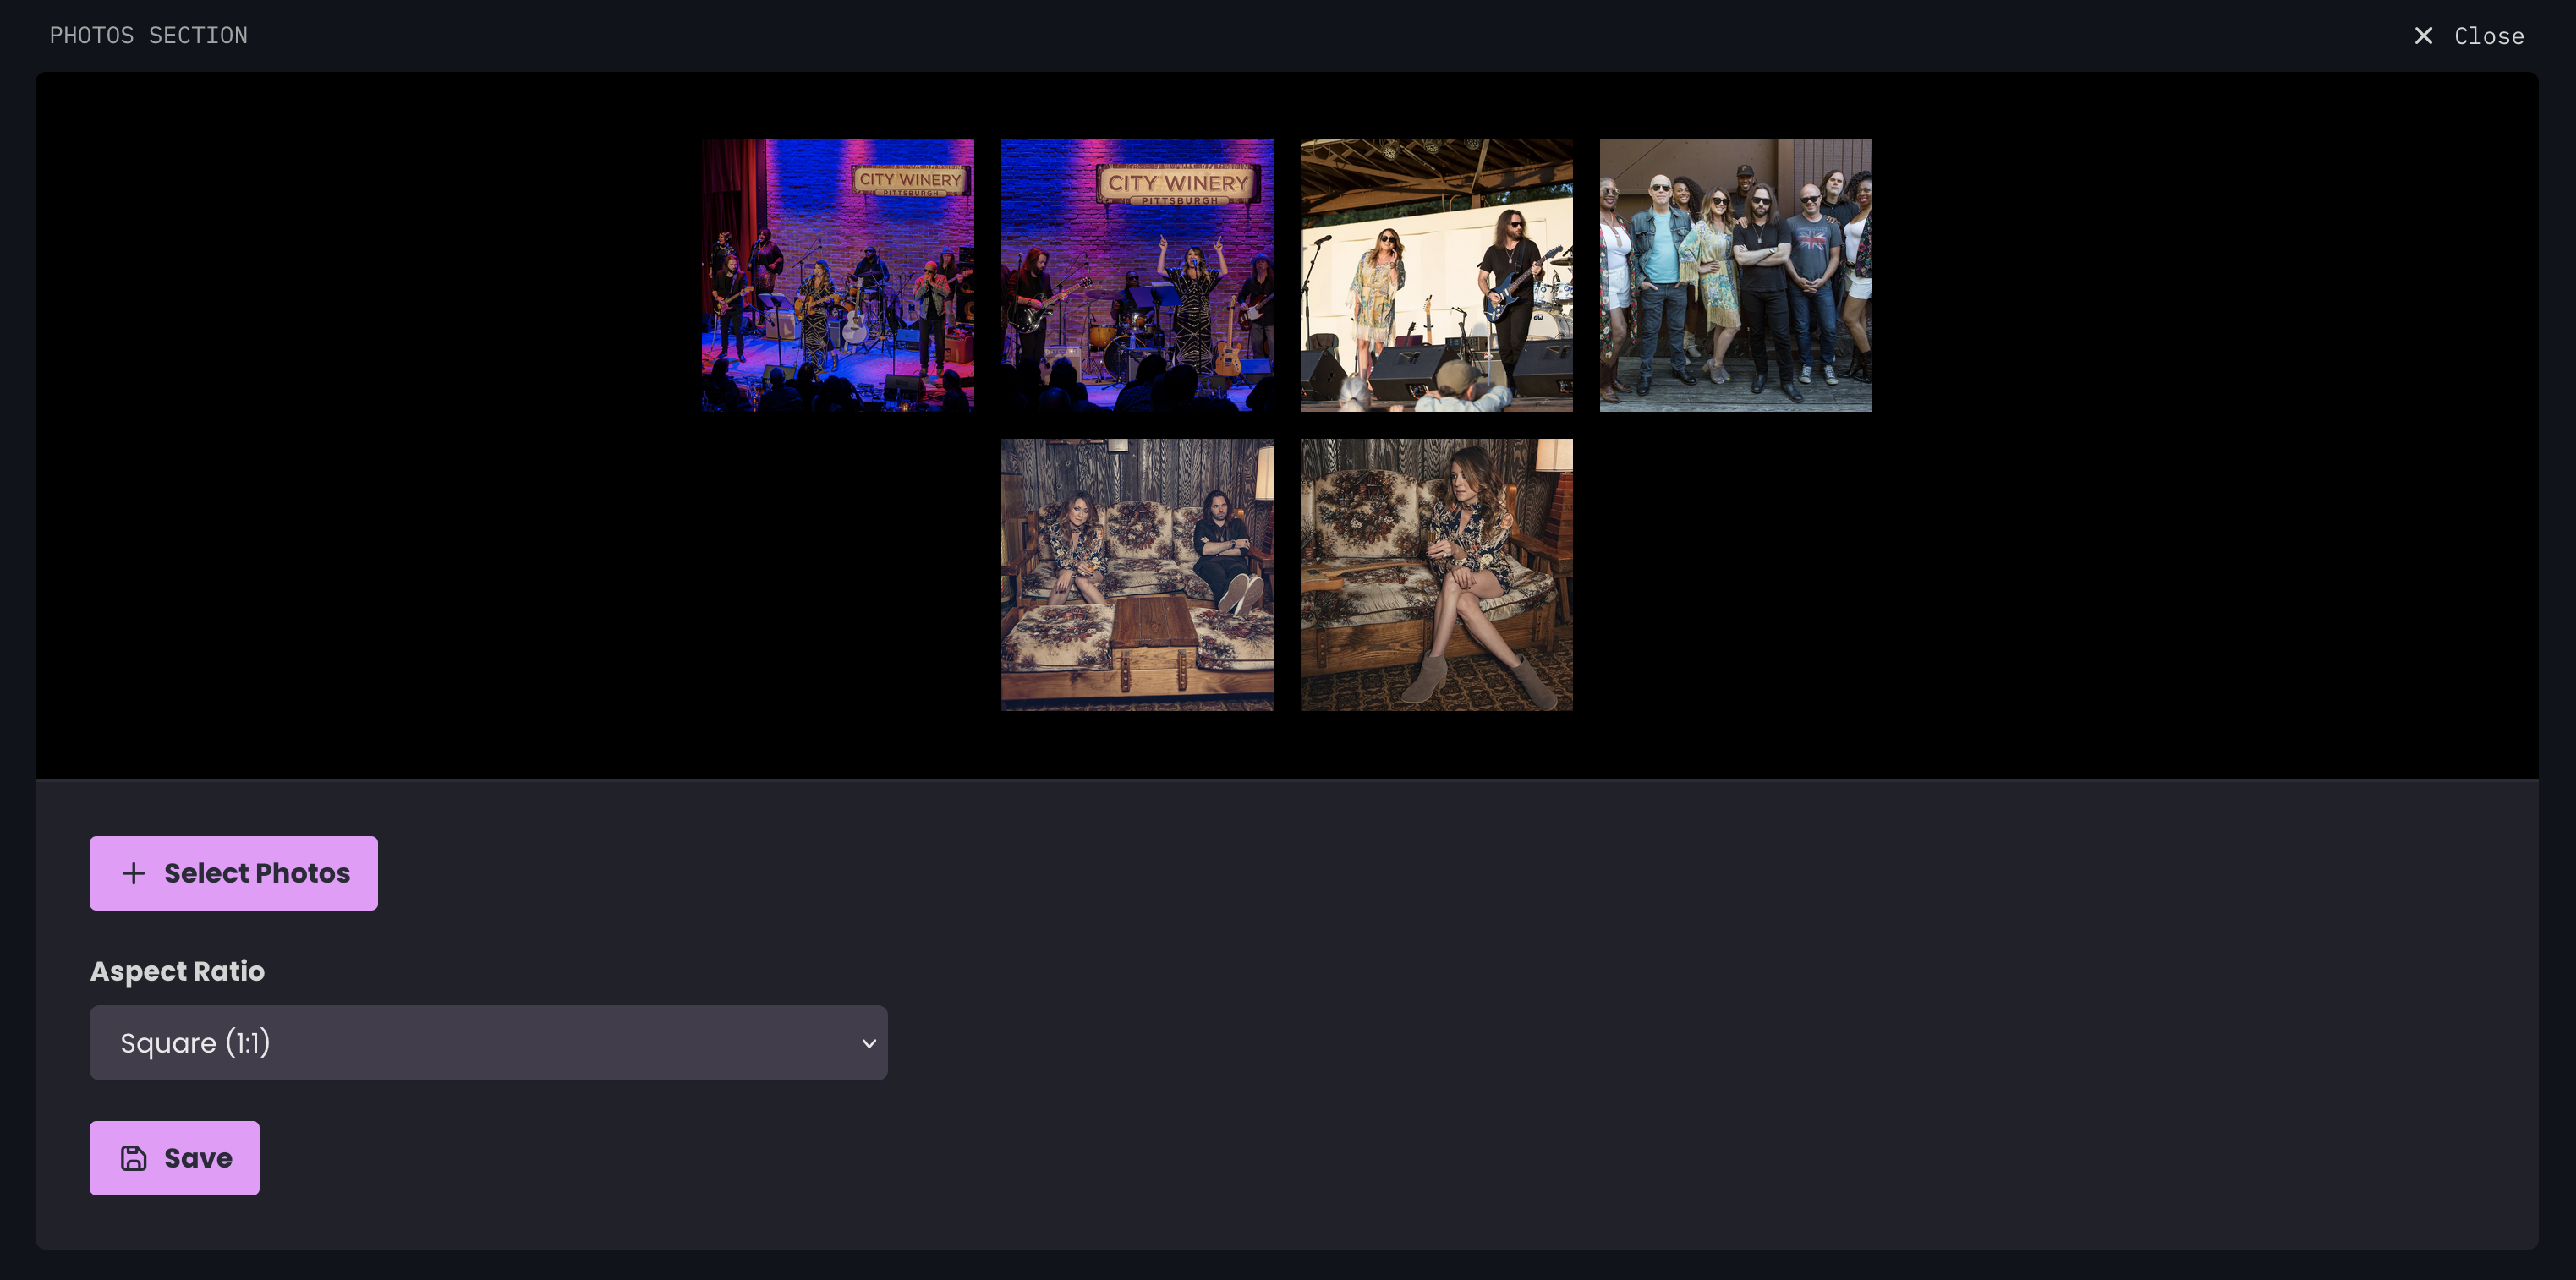 PHOTOS SECTION
Close
CITY WINERY
PITTSBURGH
CITY WINERY
PITTSBURGH
Select Photos
Aspect Ratio
Square (1:1)
Save